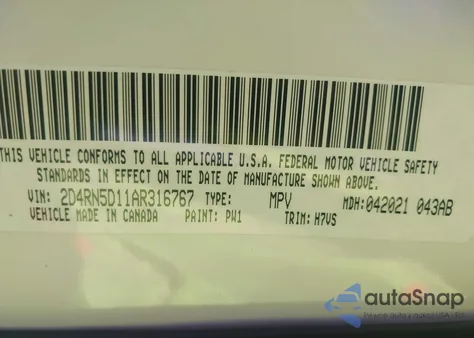 THIS VEHICLE CONFORMS TO ALL APPLICABLE U.S.A. FEDERAL MOTOR VEHICLE SAFETY
STANDARDS IN EFFECT ON THE DATE OF MANUFACTURE SHOWN ABOVE.
VIN: 2D4RN5D11AR316767 TYPE: MPV MDH: 042021 043AB
VEHICLE MADE IN CANADA PAINT: PW1 TRIM: H7VS
autoSnap